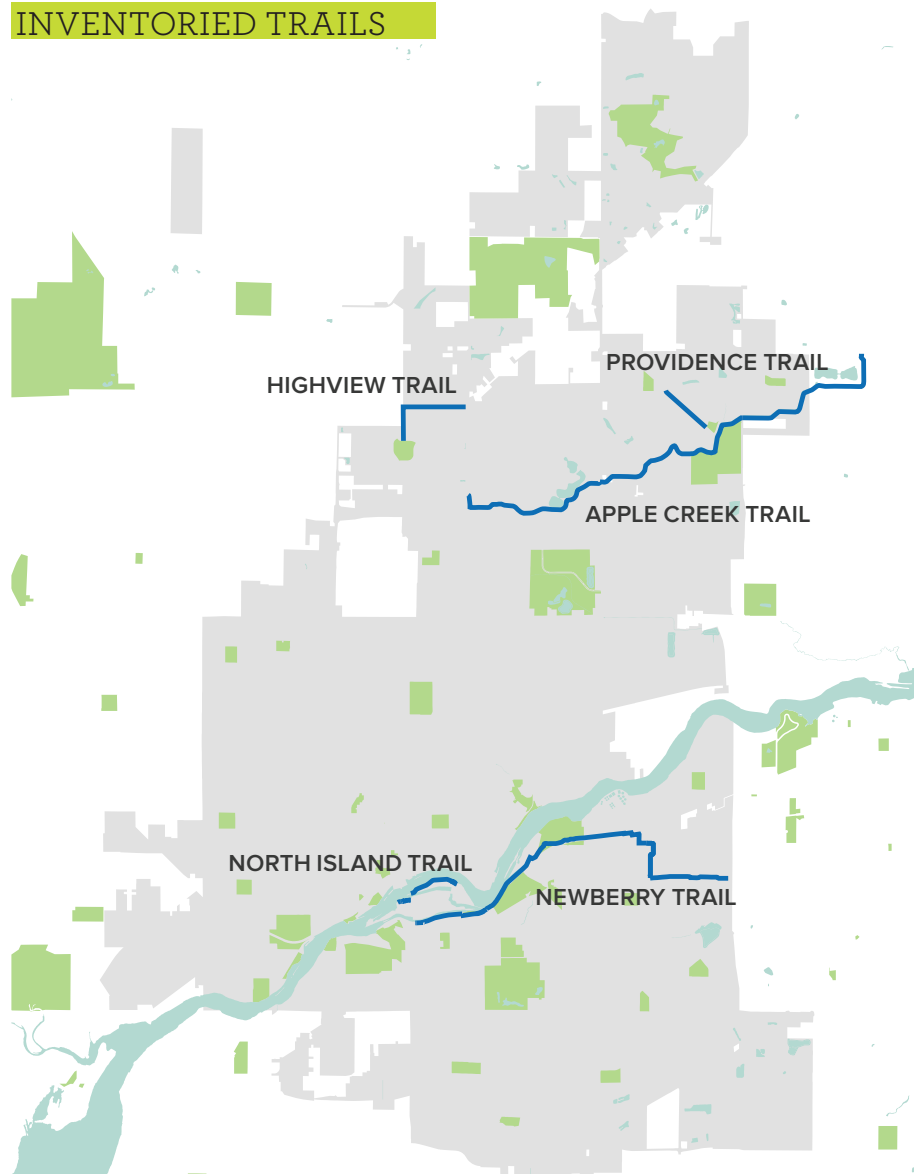 INVENTORIED TRAILS
PROVIDENCE TRAIL
HIGHVIEW TRAIL
APPLE CREEK TRAIL
NORTH ISLAND TRAIL
NEWBERRY TRAIL